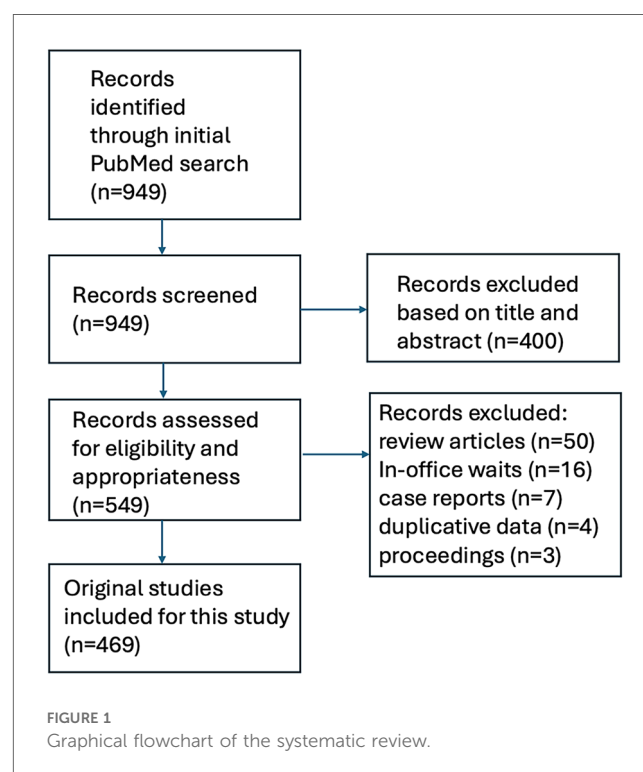 Records
identified
through initial
PubMed search
(n=949)
Records screened
(n=949)
Records excluded
based on title and
abstract (n=400)
Records assessed
for eligibility and
appropriateness
(n=549)
Records excluded:
review articles (n=50)
In-office waits (n=16)
case reports (n=7)
duplicative data (n=4)
proceedings (n=3)
Original studies
included for this study
(n=469)
FIGURE 1
Graphical flowchart of the systematic review.